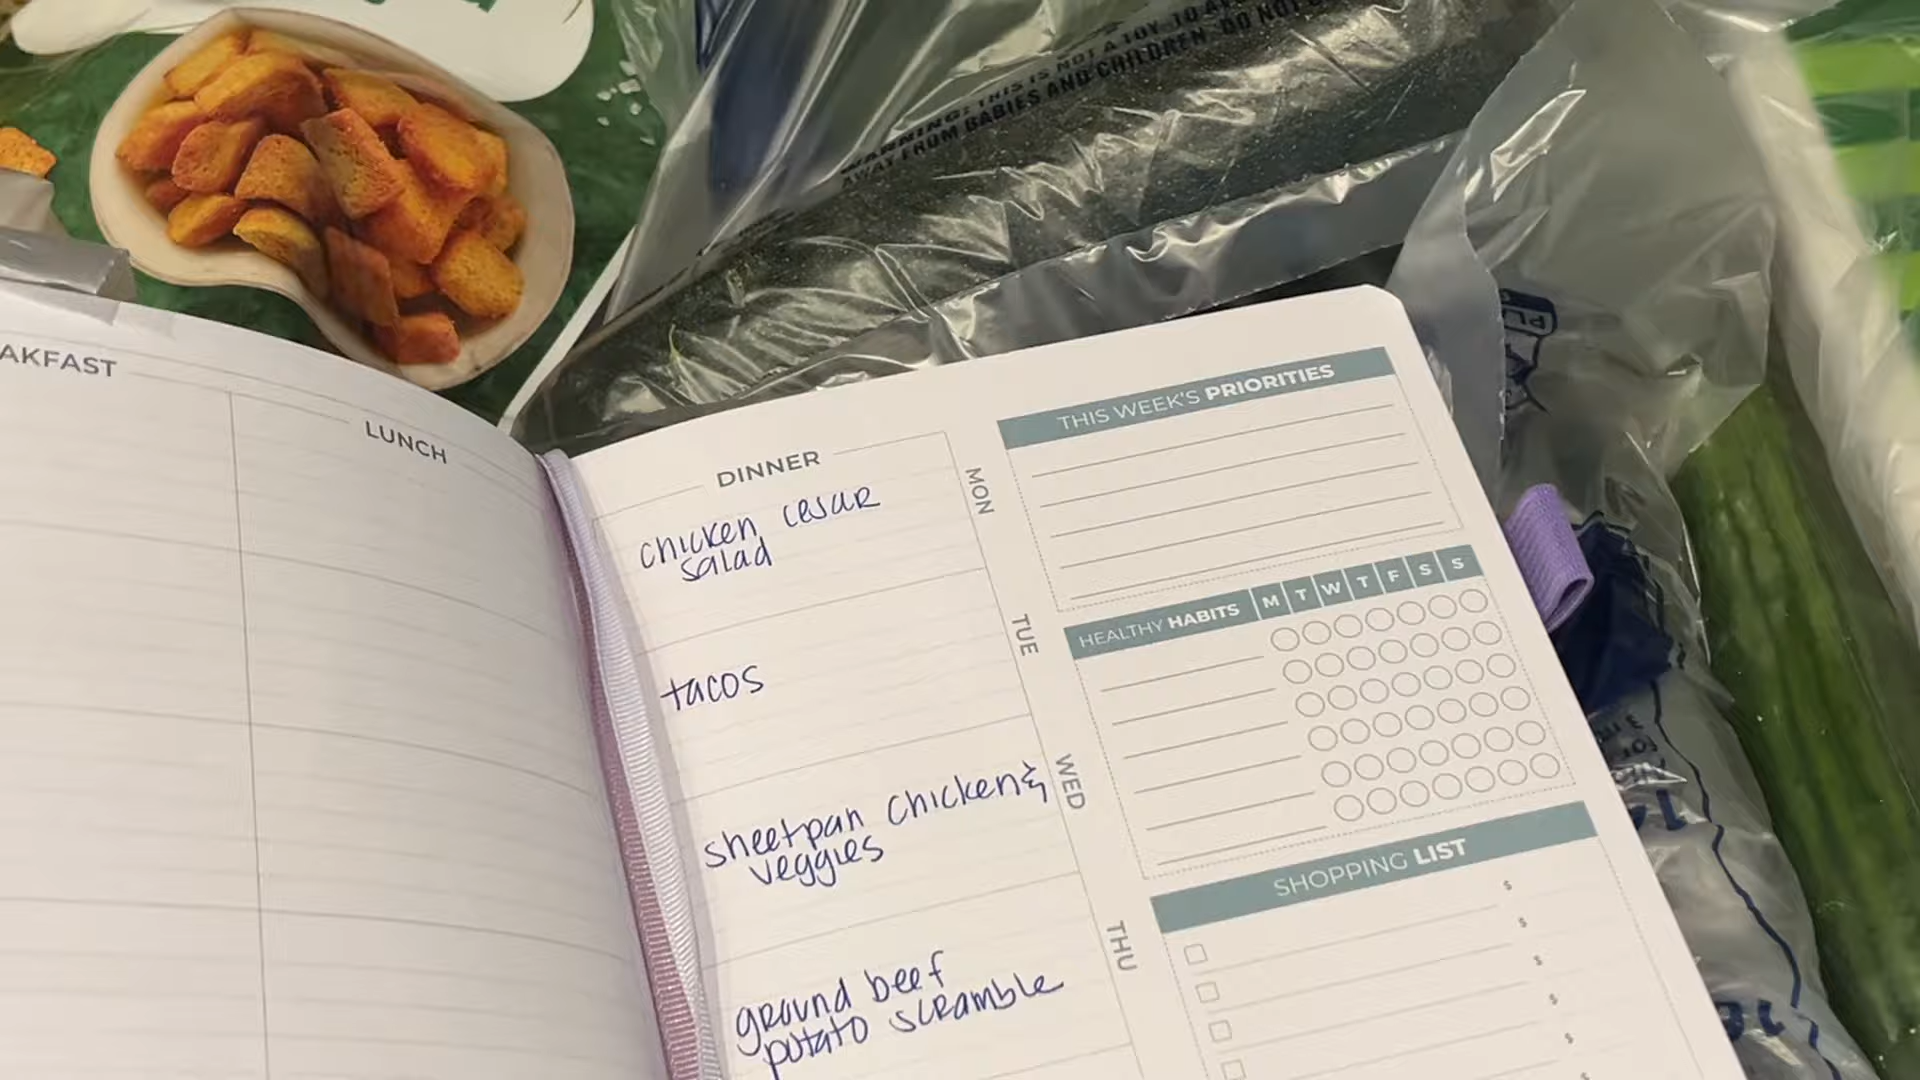 WARNING: THIS IS NOT A TOY. TO
AWAY FROM BABIES AND CHILDREN. DO NOT
PL
AKFAST
LUNCH
DINNER
chicken cesar
salad
MON
tacos
TUE
sheetpan chicken &
veggies
WED
ground beef
potato scramble
THU
THIS WEEK'S PRIORITIES
HEALTHY HABITS M T W T F S S
SHOPPING LIST
$
$
$
$
$
$